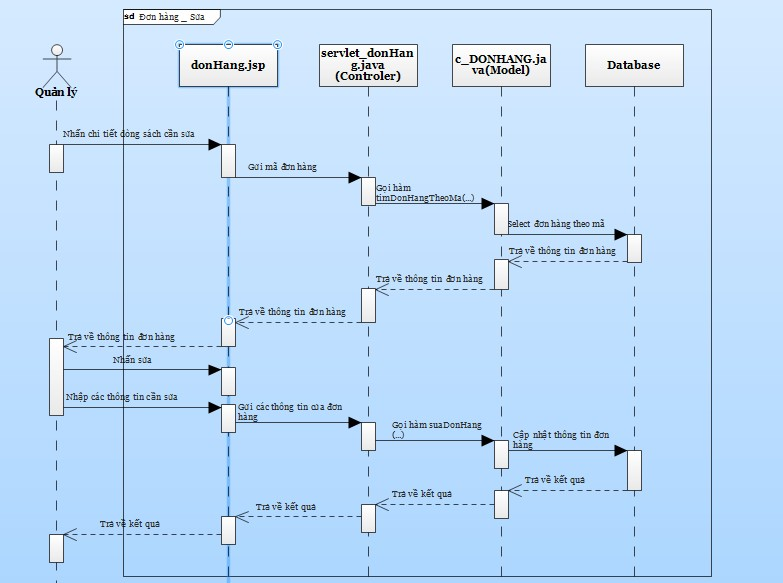 sd Đơn hàng _ Sửa
Quản lý
donHang.jsp
servlet_donHan
g.java
(Controler)
c_DONHANG.ja
va(Model)
Database
Nhấn chi tiết dòng sách cần sửa
Gửi mã đơn hàng
Gọi hàm
timDonHangTheoMa(...)
Select đơn hàng theo mã
Trả về thông tin đơn hàng
Trả về thông tin đơn hàng
Trả về thông tin đơn hàng
Trả về thông tin đơn hàng
Nhấn sửa
Nhập các thông tin cần sửa
Gửi các thông tin của đơn
hàng
Gọi hàm suaDonHang
(...)
Cập nhật thông tin đơn
hàng
Trả về kết quả
Trả về kết quả
Trả về kết quả
Trả về kết quả